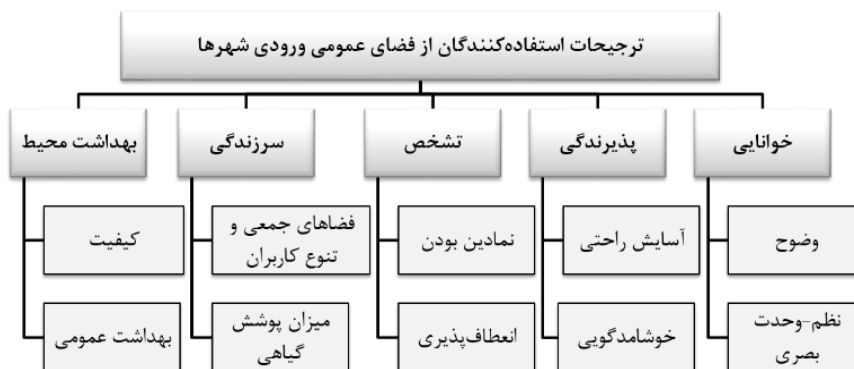 ترجیحات استفاده‌کنندگان از فضای عمومی ورودی شهرها
خوانایی
پذیرندگی
تشخص
سرزندگی
بهداشت محیط
وضوح
آسایش راحتی
نمادین بودن
فضاهای جمعی و
تنوع کاربران
کیفیت
نظم-وحدت
بصری
خوشامدگویی
انعطاف‌پذیری
میزان پوشش
گیاهی
بهداشت عمومی